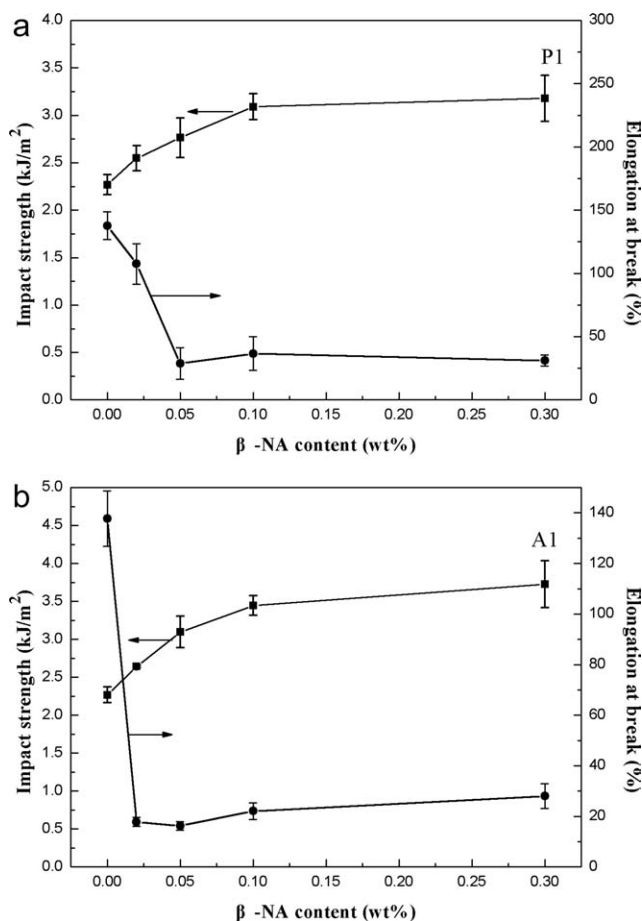 a
P1
Impact strength (kJ/m²)
4.0
3.5
3.0
2.5
2.0
1.5
1.0
0.5
0.0
300
250
200
150
100
50
0
Elongation at break (%)
0.00 0.05 0.10 0.15 0.20 0.25 0.30
β -NA content (wt%)
b
A1
Impact strength (kJ/m²)
5.0
4.5
4.0
3.5
3.0
2.5
2.0
1.5
1.0
0.5
0.0
140
120
100
80
60
40
20
0
Elongation at break (%)
0.00 0.05 0.10 0.15 0.20 0.25 0.30
β -NA content (wt%)